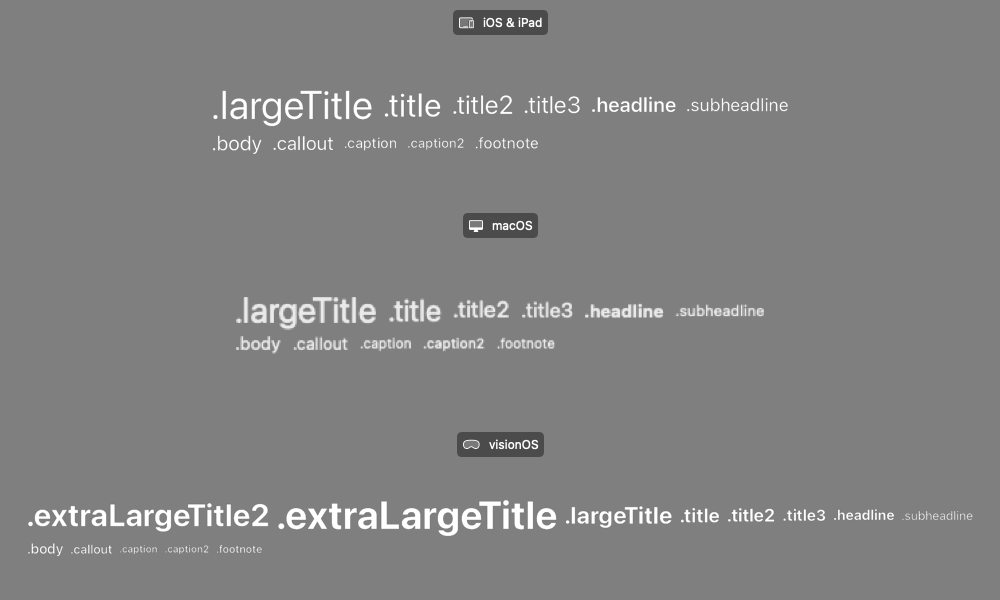 iOS & iPad
.largeTitle .title .title2 .title3 .headline .subheadline
.body .callout .caption .caption2 .footnote
macOS
.largeTitle .title .title2 .title3 .headline .subheadline
.body .callout .caption .caption2 .footnote
visionOS
.extraLargeTitle2 .extraLargeTitle .largeTitle .title .title2 .title3 .headline .subheadline
.body .callout .caption .caption2 .footnote